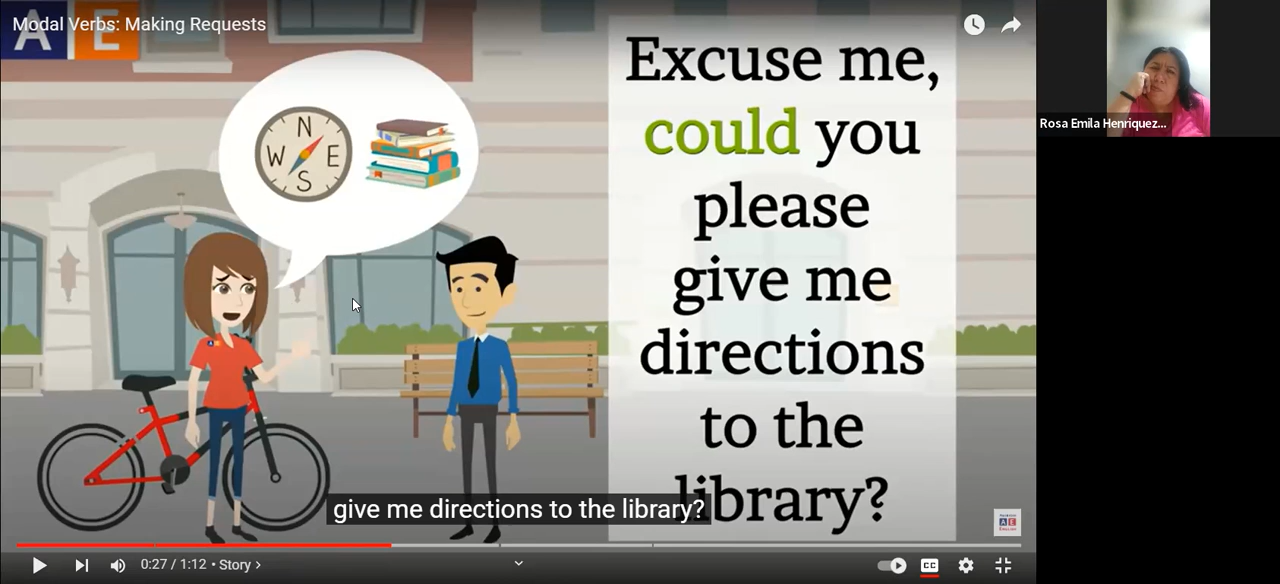 Modal Verbs: Making Requests
A E
N
W E
S
Excuse me,
could you
please
give me
directions
to the
library?
give me directions to the library?
0:27 / 1:12 • Story ›
CC
A E
Rosa Emila Henriquez...